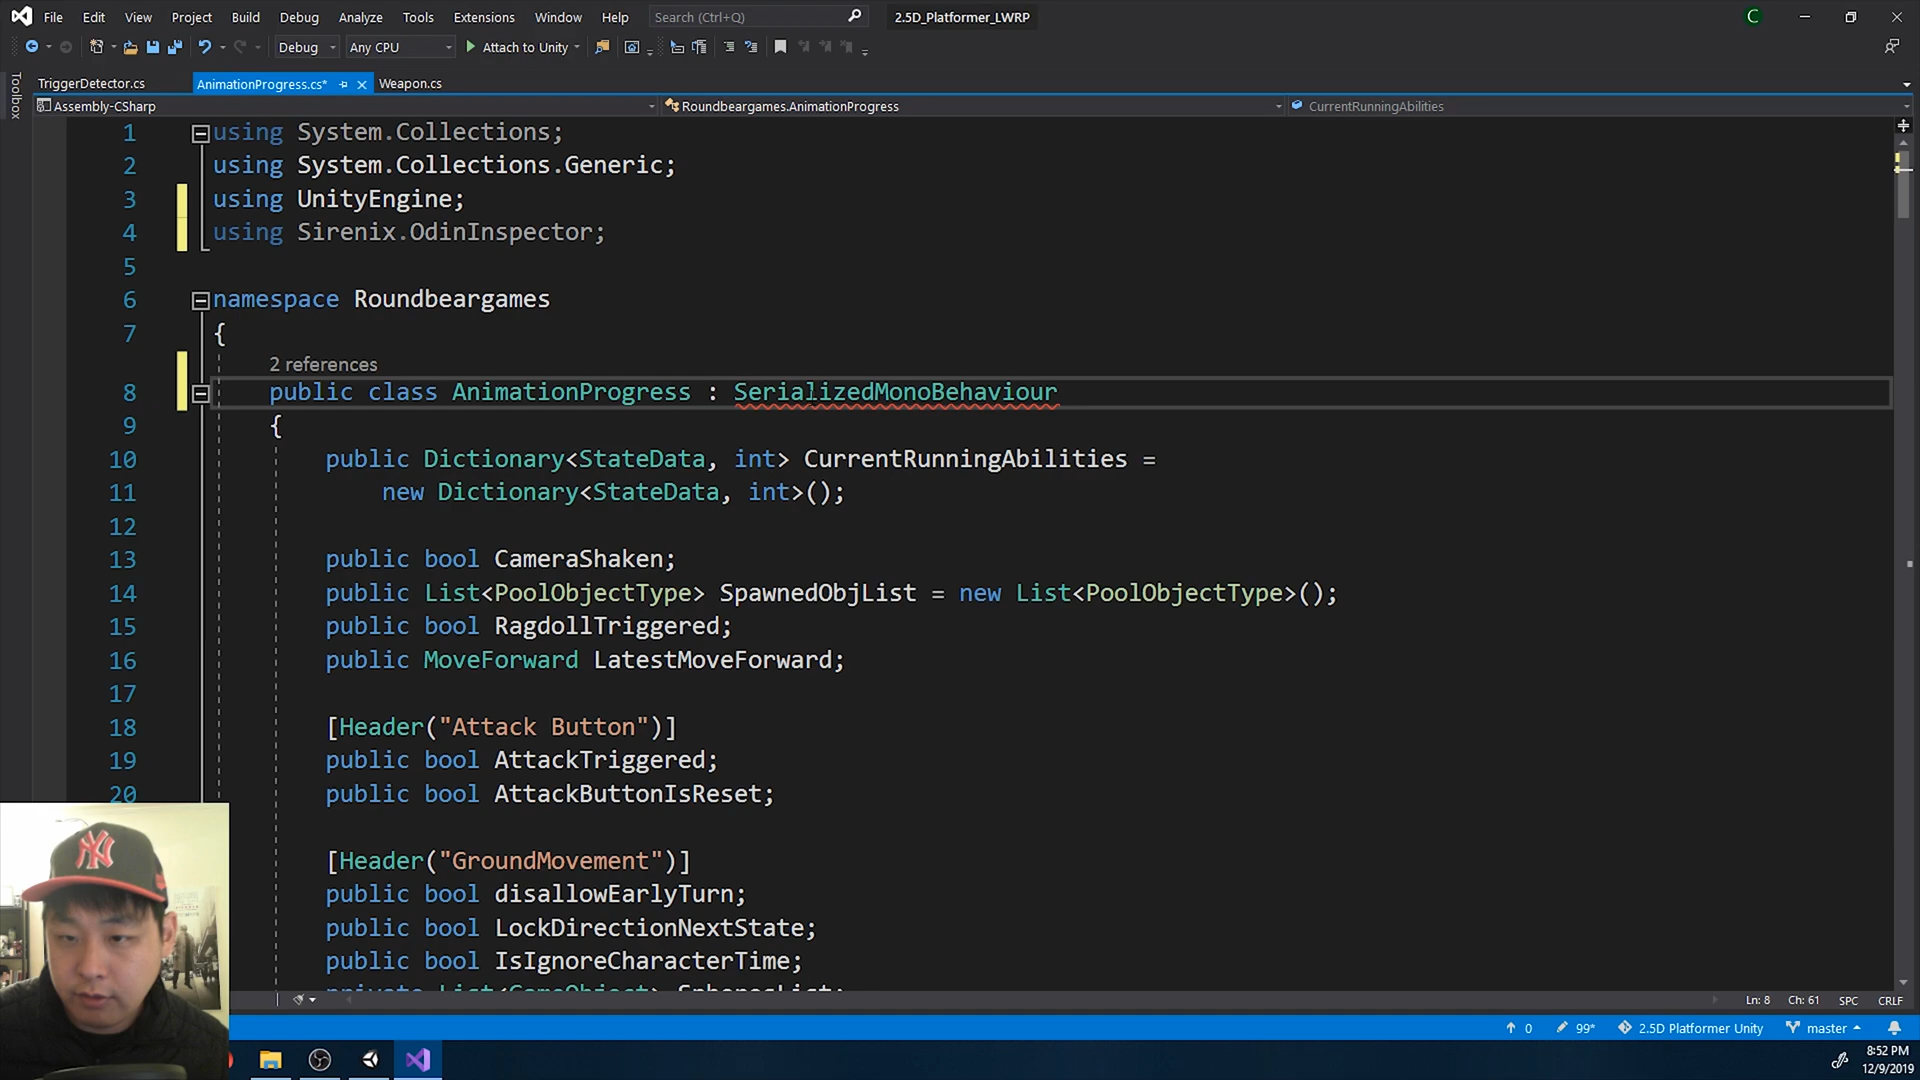 File Edit View Project Build Debug Analyze Tools Extensions Window Help Search (Ctrl+Q) 2.5D_Platformer_LWRP C
Debug Any CPU Attach to Unity
Toolbox
TriggerDetector.cs AnimationProgress.cs* Weapon.cs
Assembly-CSharp Roundbeargames.AnimationProgress CurrentRunningAbilities
1 using System.Collections;
2 using System.Collections.Generic;
3 using UnityEngine;
4 using Sirenix.OdinInspector;
5
6 namespace Roundbeargames
7 {
2 references
8 public class AnimationProgress : SerializedMonoBehaviour
9 {
10 public Dictionary<StateData, int> CurrentRunningAbilities =
11 new Dictionary<StateData, int>();
12
13 public bool CameraShaken;
14 public List<PoolObjectType> SpawnedObjList = new List<PoolObjectType>();
15 public bool RagdollTriggered;
16 public MoveForward LatestMoveForward;
17
18 [Header("Attack Button")]
19 public bool AttackTriggered;
20 public bool AttackButtonIsReset;
[Header("GroundMovement")]
public bool disallowEarlyTurn;
public bool LockDirectionNextState;
public bool IsIgnoreCharacterTime;
private List<GameObject> SpheresList;
Ln: 8 Ch: 61 SPC CRLF
0 99* 2.5D Platformer Unity master
NY
8:52 PM
12/9/2019